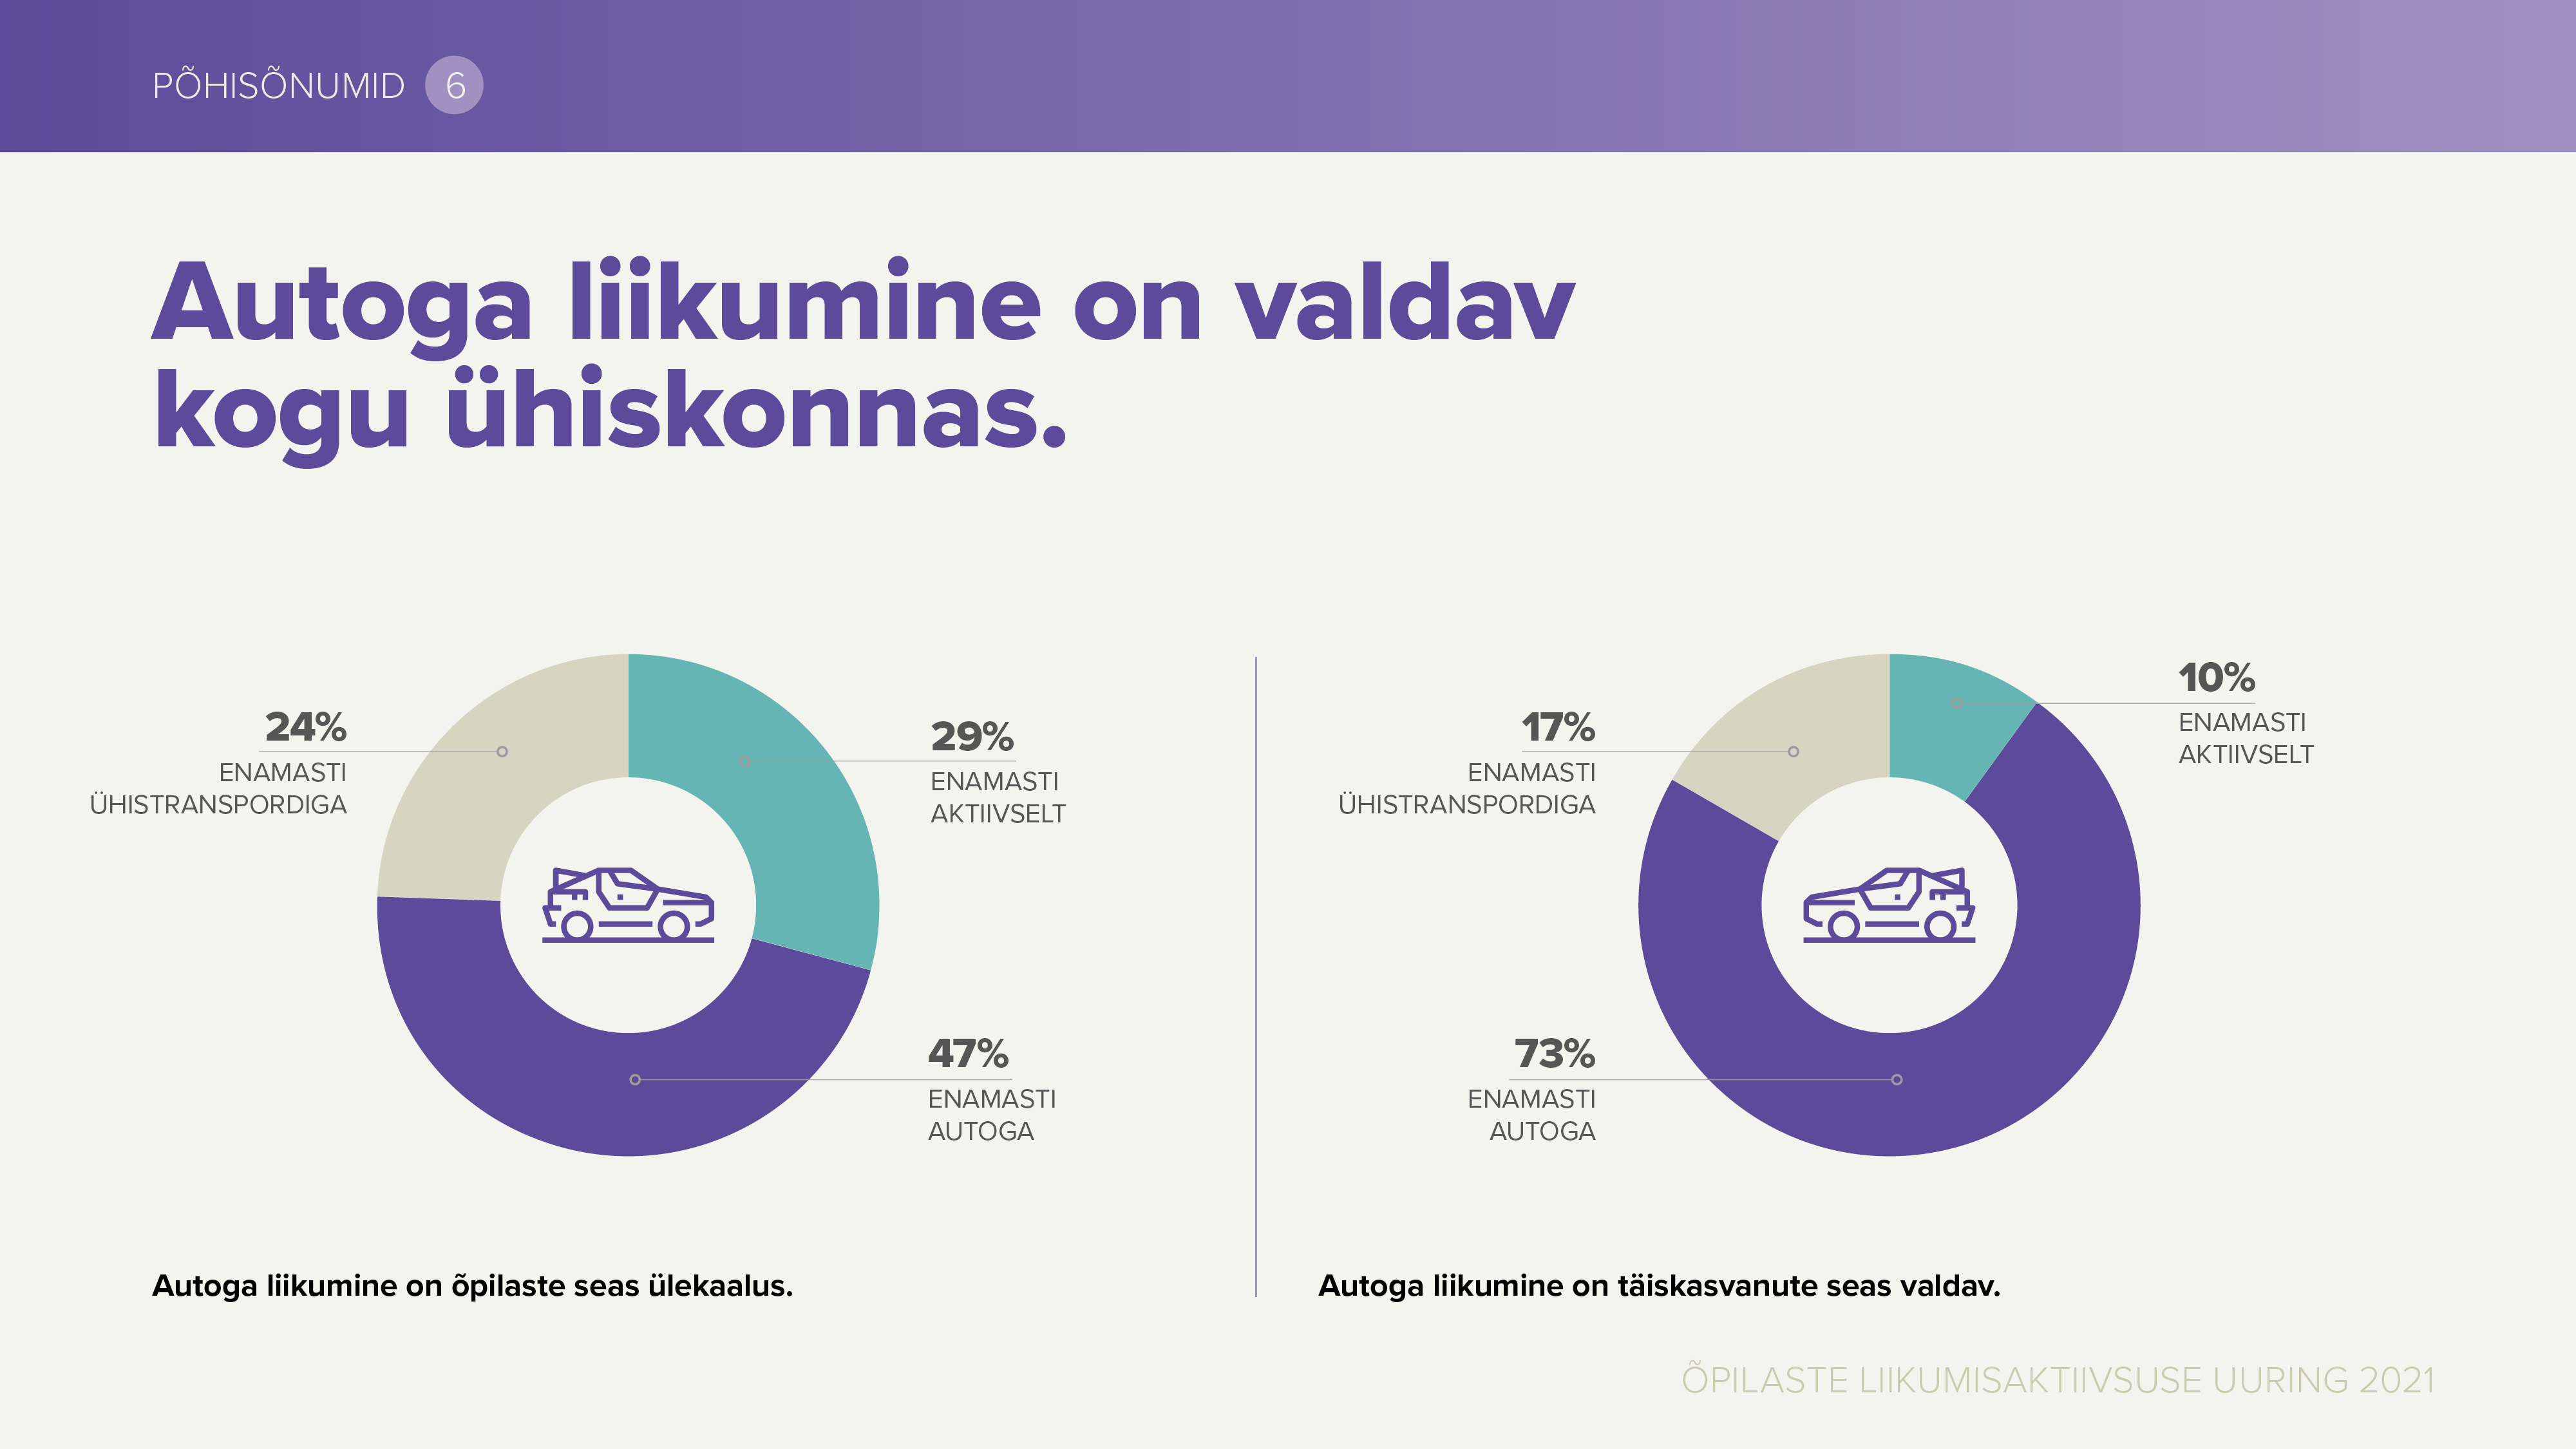 PÕHISÕNUMID 6
Autoga liikumine on valdav
kogu ühiskonnas.
24%
ENAMASTI
ÜHISTRANSPORDIGA
29%
ENAMASTI
AKTIIVSELT
47%
ENAMASTI
AUTOGA
Autoga liikumine on õpilaste seas ülekaalus.
17%
ENAMASTI
ÜHISTRANSPORDIGA
10%
ENAMASTI
AKTIIVSELT
73%
ENAMASTI
AUTOGA
Autoga liikumine on täiskasvanute seas valdav.
ÕPILASTE LIIKUMISAKTIIVSUSE UURING 2021